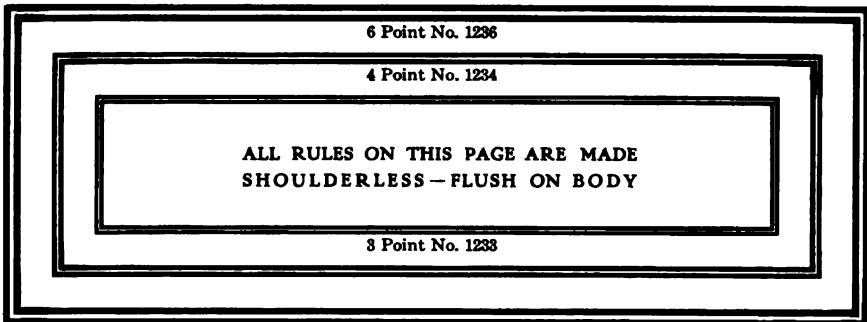 6 Point No. 1236
4 Point No. 1234
ALL RULES ON THIS PAGE ARE MADE
SHOULDERLESS—FLUSH ON BODY
3 Point No. 1233